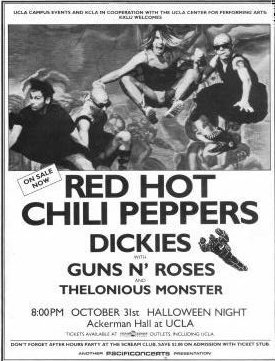 UCLA CAMPUS EVENTS AND KCLA IN COOPERATION WITH THE UCLA CENTER FOR PERFORMING ARTS
KXLU WELCOMES
ON SALE
NOW
RED HOT
CHILI PEPPERS
DICKIES
WITH
GUNS N' ROSES
AND
THELONIOUS MONSTER
8:00PM OCTOBER 31st HALLOWEEN NIGHT
Ackerman Hall at UCLA
TICKETS AVAILABLE AT OUTLETS, INCLUDING UCLA
DON'T FORGET AFTER HOURS PARTY AT THE SCREAM CLUB, SAVE $2.00 ON ADMISSION WITH TICKET STUB.
ANOTHER PACIFICONCERTS PRESENTATION